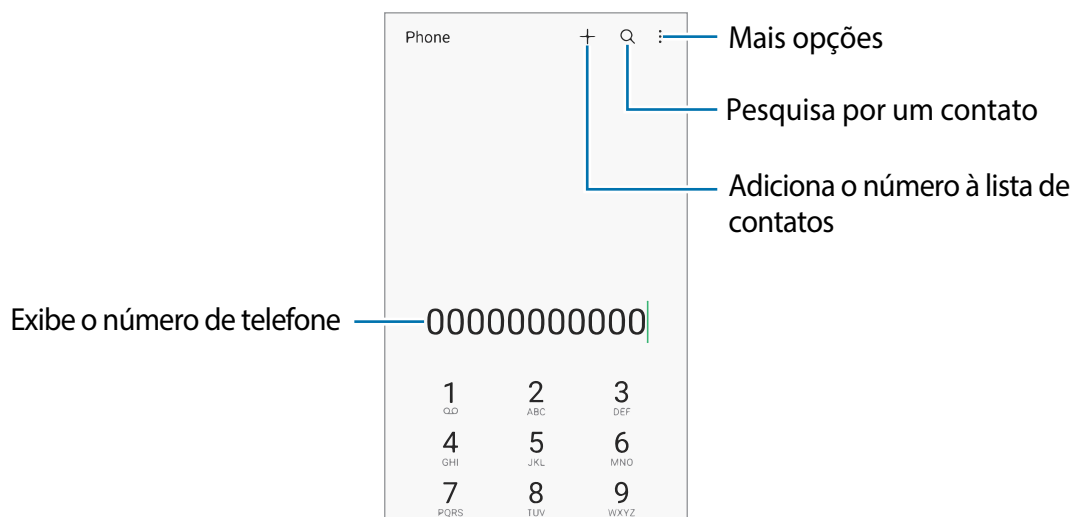 Phone
Mais opções
Pesquisa por um contato
Adiciona o número à lista de
contatos
Exibe o número de telefone
00000000000
1 2 3
ABC DEF
4 5 6
GHI JKL MNO
7 8 9
PQRS TUV WXYZ